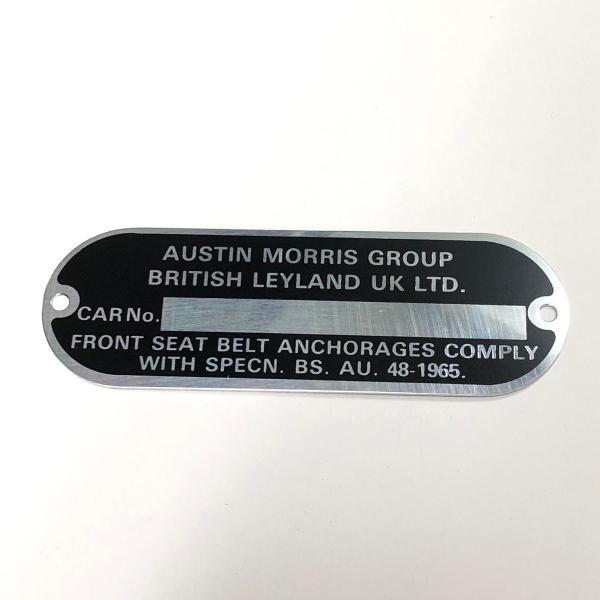 AUSTIN MORRIS GROUP
BRITISH LEYLAND UK LTD.
CAR No.
FRONT SEAT BELT ANCHORAGES COMPLY
WITH SPECN. BS. AU. 48-1965.